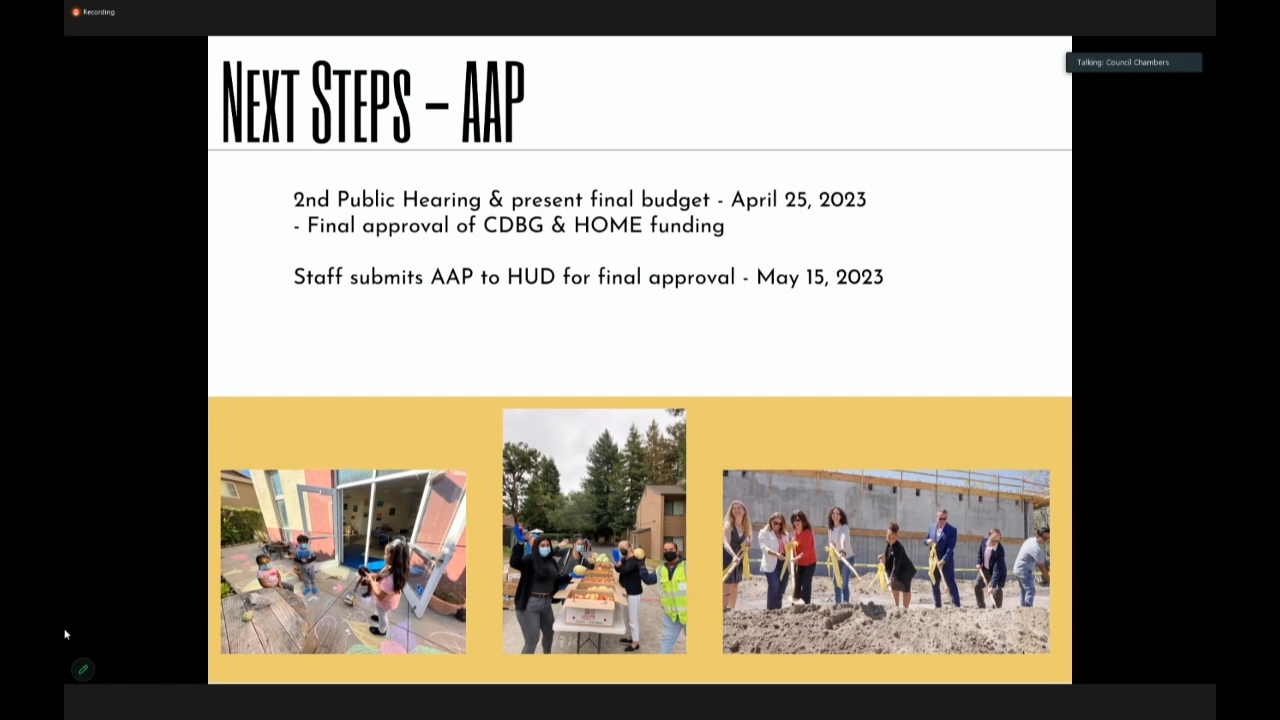 Recording
Talking: Council Chambers
NEXT STEPS – AAP
2nd Public Hearing & present final budget - April 25, 2023
- Final approval of CDBG & HOME funding
Staff submits AAP to HUD for final approval - May 15, 2023